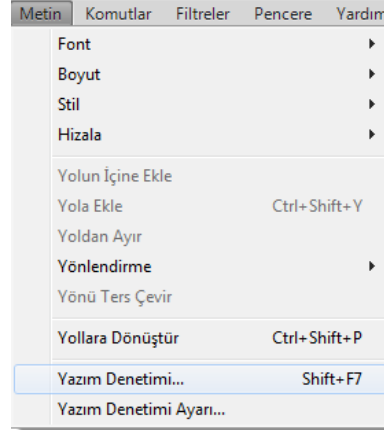 Metin Komutlar Filtreler Pencere Yardım
Font
Boyut
Stil
Hizala
Yolun İçine Ekle
Yola Ekle Ctrl+Shift+Y
Yoldan Ayır
Yönlendirme
Yönü Ters Çevir
Yollara Dönüştür Ctrl+Shift+P
Yazım Denetimi... Shift+F7
Yazım Denetimi Ayarı...